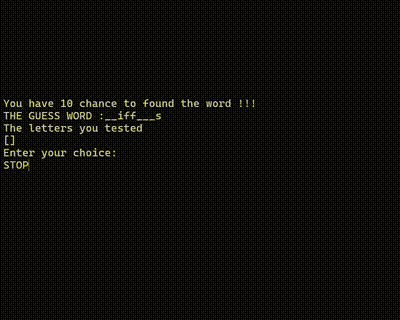 You have 10 chance to found the word !!!
THE GUESS WORD :__iff___s
The letters you tested
[]
Enter your choice:
STOP